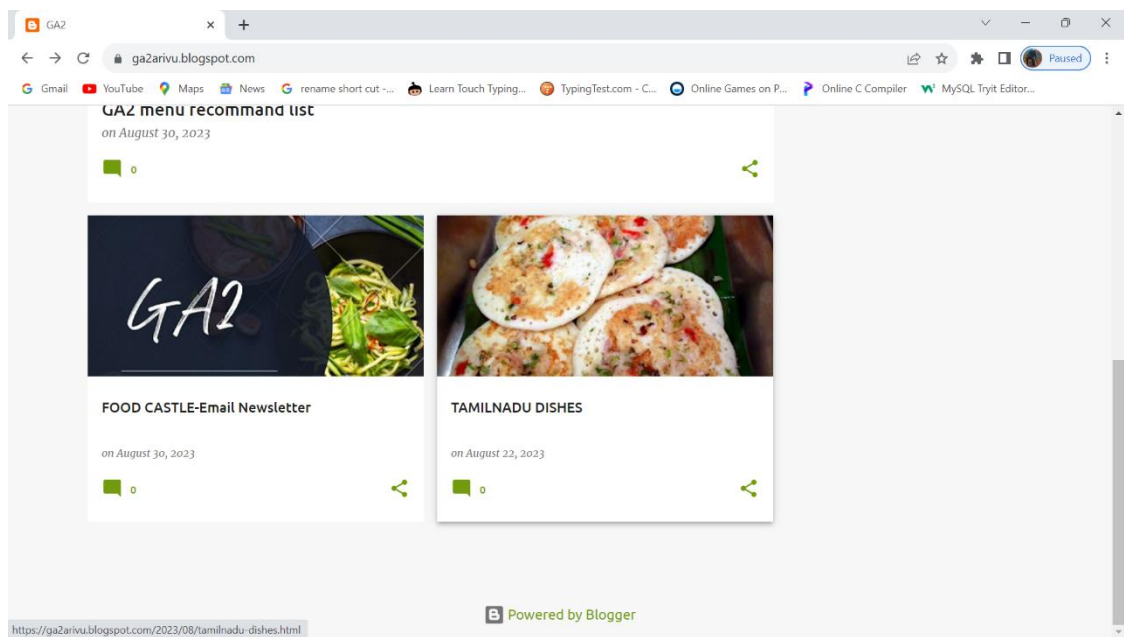 GA2
ga2arivu.blogspot.com
Paused
Gmail
YouTube
Maps
News
rename short cut -...
Learn Touch Typing...
TypingTest.com - C...
Online Games on P...
Online C Compiler
MySQL Tryit Editor...
GA2 menu recommand list
on August 30, 2023
0
GA2
FOOD CASTLE-Email Newsletter
on August 30, 2023
0
TAMILNADU DISHES
on August 22, 2023
0
Powered by Blogger
https://ga2arivu.blogspot.com/2023/08/tamilnadu-dishes.html